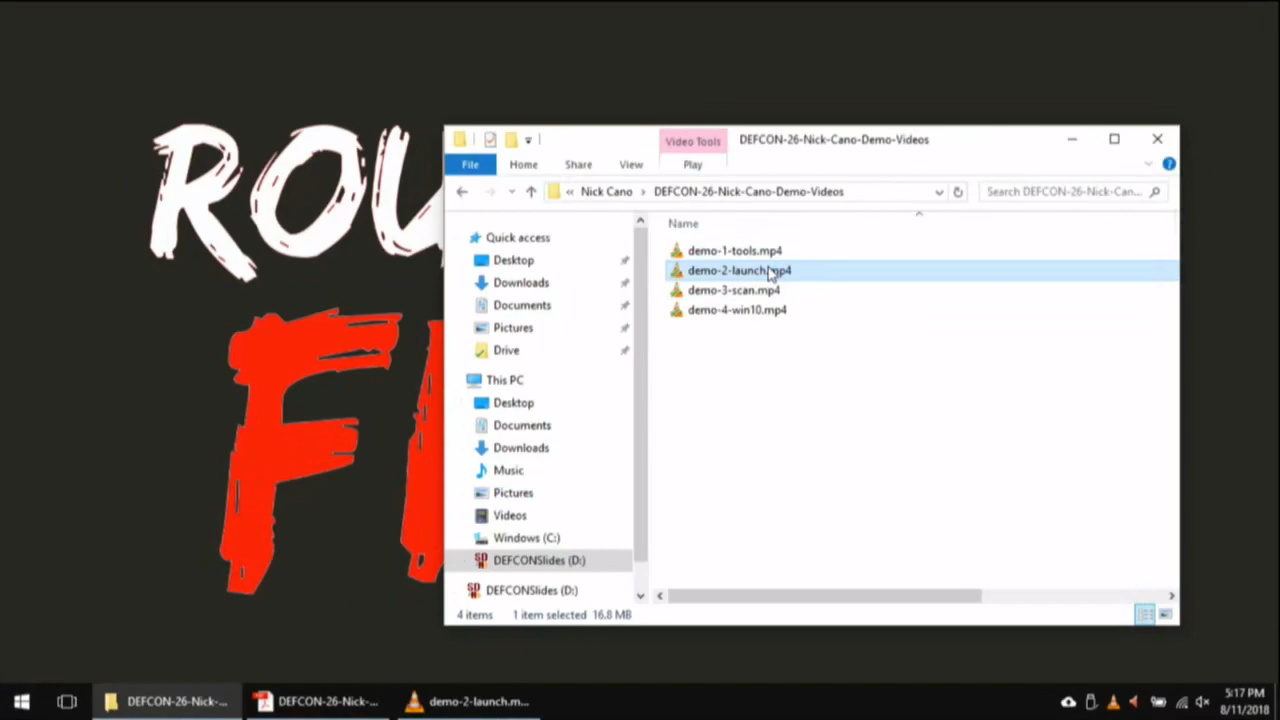 DEFCON-26-Nick-Cano-Demo-Videos
Video Tools
File Home Share View Play
« Nick Cano > DEFCON-26-Nick-Cano-Demo-Videos
Search DEFCON-26-Nick-Can...
Quick access
Desktop
Downloads
Documents
Pictures
Drive
This PC
Desktop
Documents
Downloads
Music
Pictures
Videos
Windows (C:)
DEFCONSlides (D:)
DEFCONSlides (D:)
Name
demo-1-tools.mp4
demo-2-launch.mp4
demo-3-scan.mp4
demo-4-win10.mp4
4 items 1 item selected 16.8 MB
DEFCON-26-Nick-...
DEFCON-26-Nick-...
demo-2-launch.m...
5:17 PM
8/11/2018